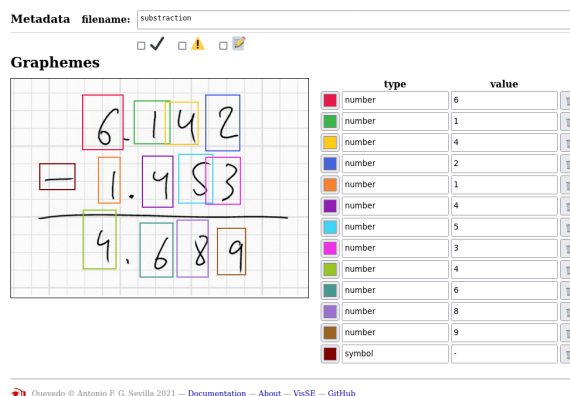 Metadata filename: substraction
Graphemes
6.142
- 1.453
4.689
type value
number 6
number 1
number 4
number 2
number 1
number 4
number 5
number 3
number 4
number 6
number 8
number 9
symbol -
Quevedo © Antonio F. G. Sevilla 2021 — Documentation — About — VisSE — GitHub